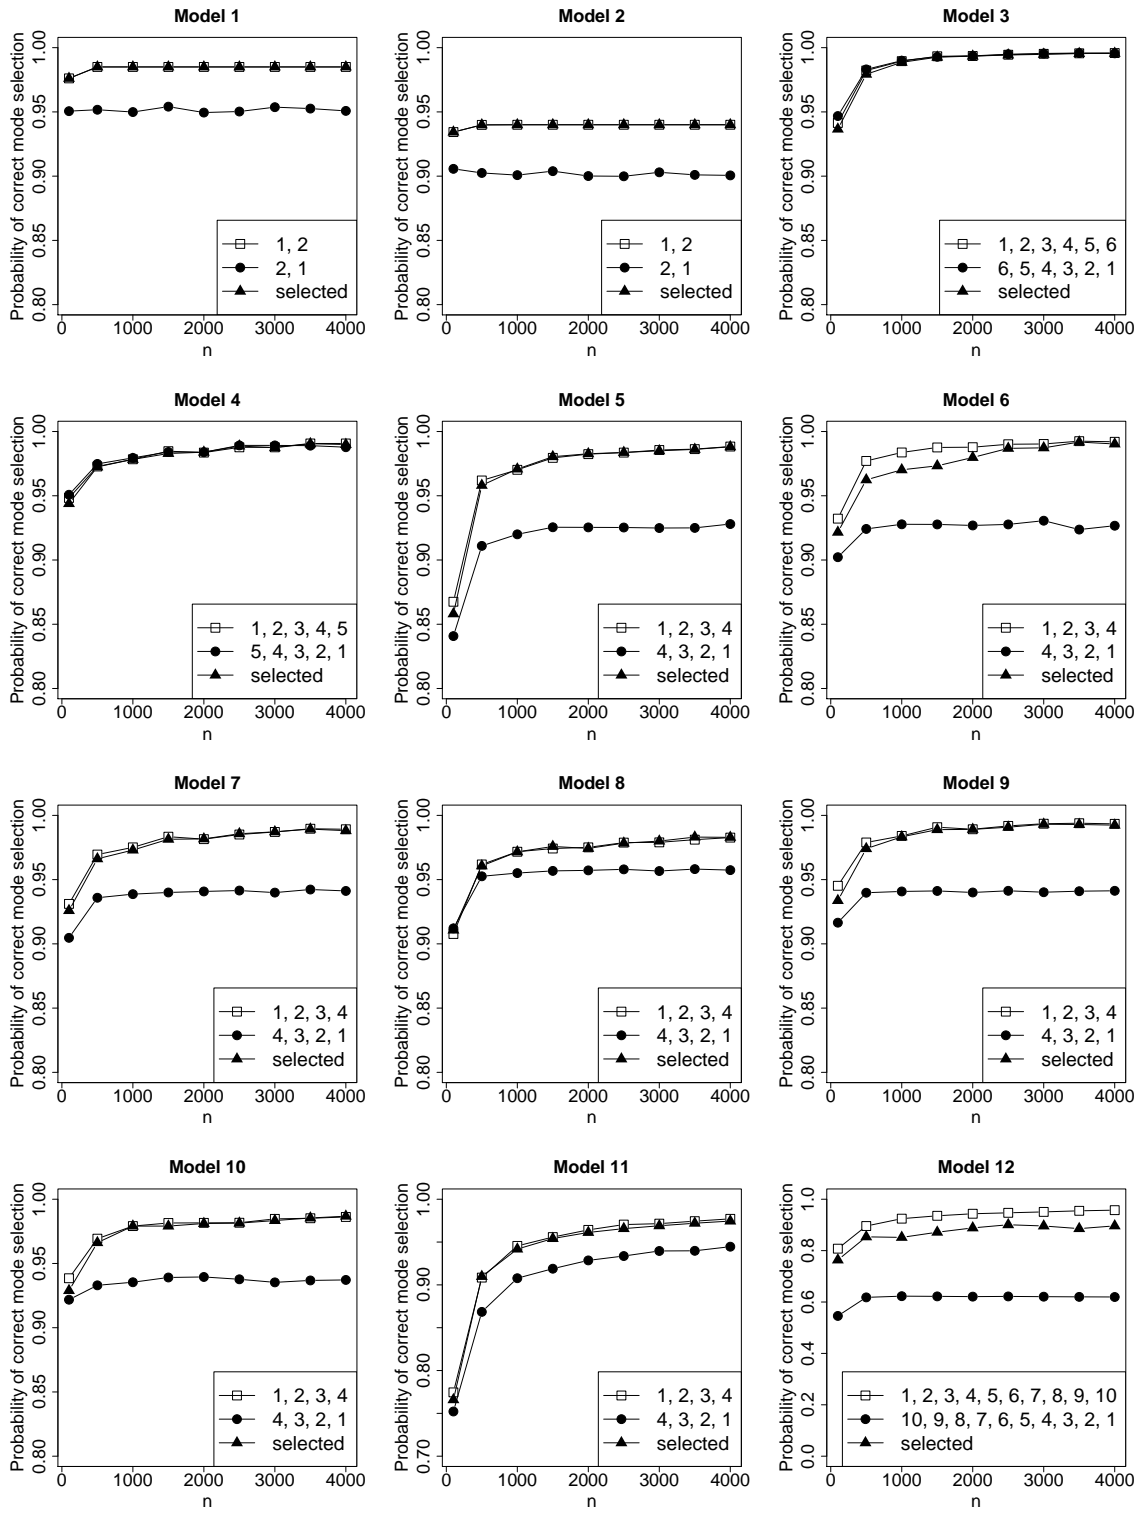 Model 1
Probability of correct mode selection
1.00
0.95
0.90
0.85
0.80
1, 2
2, 1
selected
0 1000 2000 3000 4000
n
Model 2
Probability of correct mode selection
1.00
0.95
0.90
0.85
0.80
1, 2
2, 1
selected
0 1000 2000 3000 4000
n
Model 3
Probability of correct mode selection
1.00
0.95
0.90
0.85
0.80
1, 2, 3, 4, 5, 6
6, 5, 4, 3, 2, 1
selected
0 1000 2000 3000 4000
n
Model 4
Probability of correct mode selection
1.00
0.95
0.90
0.85
0.80
1, 2, 3, 4, 5
5, 4, 3, 2, 1
selected
0 1000 2000 3000 4000
n
Model 5
Probability of correct mode selection
1.00
0.95
0.90
0.85
0.80
1, 2, 3, 4
4, 3, 2, 1
selected
0 1000 2000 3000 4000
n
Model 6
Probability of correct mode selection
1.00
0.95
0.90
0.85
0.80
1, 2, 3, 4
4, 3, 2, 1
selected
0 1000 2000 3000 4000
n
Model 7
Probability of correct mode selection
1.00
0.95
0.90
0.85
0.80
1, 2, 3, 4
4, 3, 2, 1
selected
0 1000 2000 3000 4000
n
Model 8
Probability of correct mode selection
1.00
0.95
0.90
0.85
0.80
1, 2, 3, 4
4, 3, 2, 1
selected
0 1000 2000 3000 4000
n
Model 9
Probability of correct mode selection
1.00
0.95
0.90
0.85
0.80
1, 2, 3, 4
4, 3, 2, 1
selected
0 1000 2000 3000 4000
n
Model 10
Probability of correct mode selection
1.00
0.95
0.90
0.85
0.80
1, 2, 3, 4
4, 3, 2, 1
selected
0 1000 2000 3000 4000
n
Model 11
Probability of correct mode selection
1.00
0.90
0.80
0.70
1, 2, 3, 4
4, 3, 2, 1
selected
0 1000 2000 3000 4000
n
Model 12
Probability of correct mode selection
1.0
0.8
0.6
0.4
0.2
0.0
1, 2, 3, 4, 5, 6, 7, 8, 9, 10
10, 9, 8, 7, 6, 5, 4, 3, 2, 1
selected
0 1000 2000 3000 4000
n